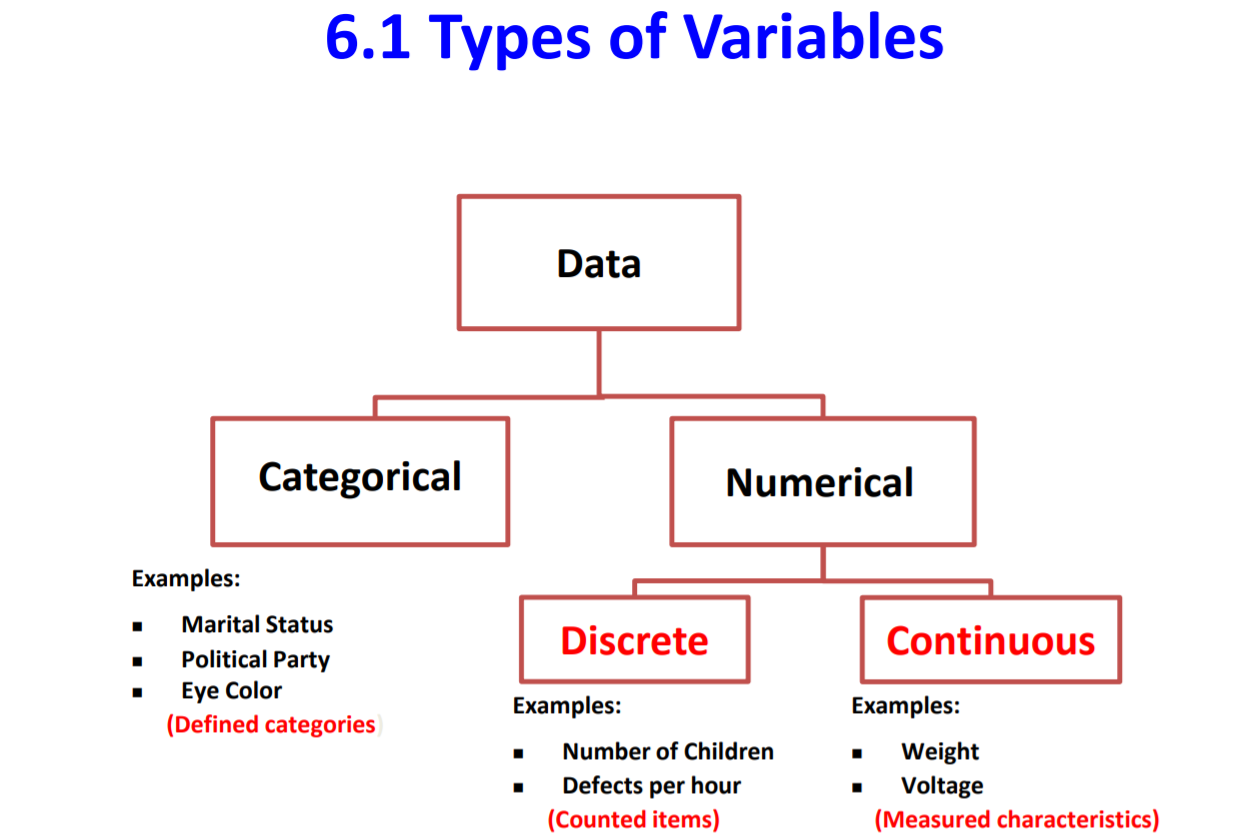 6.1 Types of Variables
Data
Categorical
Numerical
Examples:
▪ Marital Status
▪ Political Party
▪ Eye Color
(Defined categories)
Discrete
Continuous
Examples:
▪ Number of Children
▪ Defects per hour
(Counted items)
Examples:
▪ Weight
▪ Voltage
(Measured characteristics)